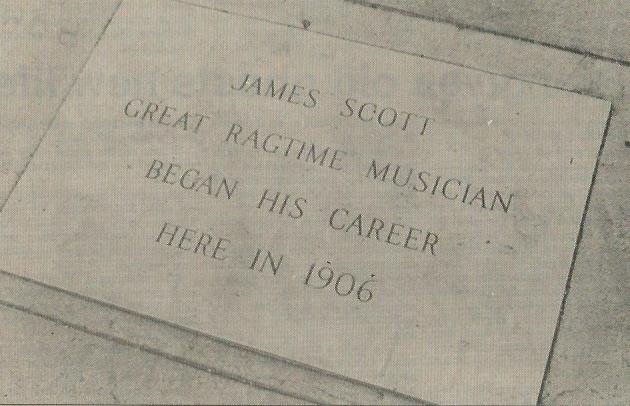 JAMES SCOTT
GREAT RAGTIME MUSICIAN
BEGAN HIS CAREER
HERE IN 1906